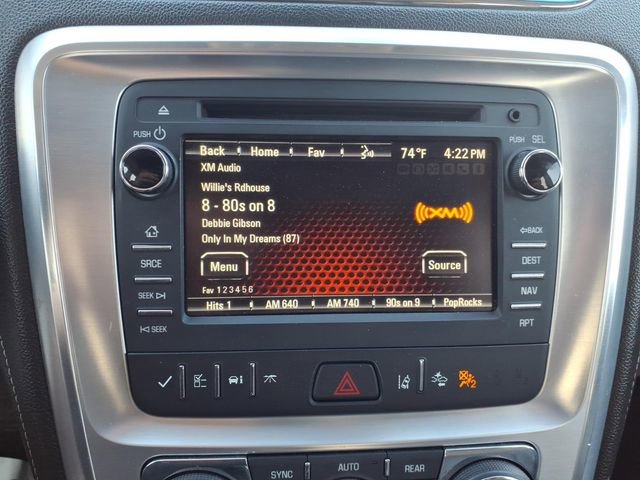 PUSH
PUSH SEL
Back Home Fav 74°F 4:22 PM
XM Audio
Willie's Rdhouse
8 - 80s on 8
Debbie Gibson
Only In My Dreams (87)
XM
Menu Source
Fav 1 2 3 4 5 6
Hits 1 AM 640 AM 740 90s on 9 PopRocks
SRCE
SEEK
SEEK
BACK
DEST
NAV
RPT
2
SYNC AUTO REAR